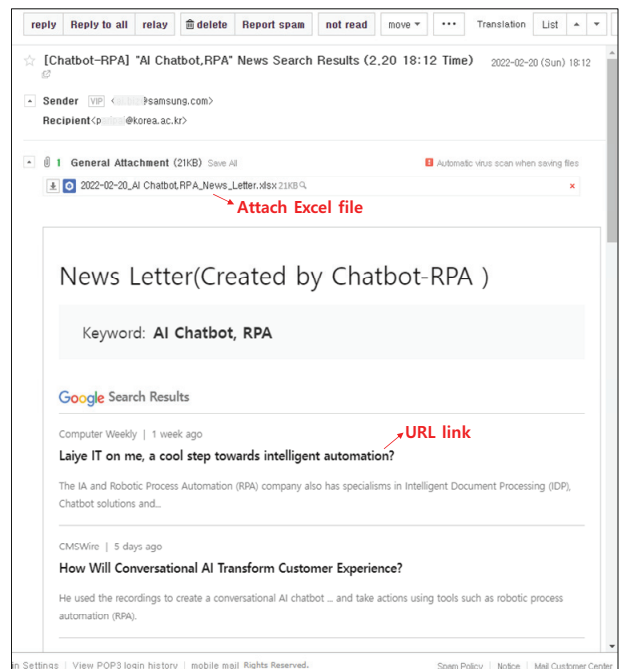 reply Reply to all relay delete Report spam not read move ••• Translation List
[Chatbot-RPA] "AI Chatbot,RPA" News Search Results (2.20 18:12 Time) 2022-02-20 (Sun) 18:12
Sender VIP < @samsung.com>
Recipient<p @korea.ac.kr>
1 General Attachment (21KB) Save All Automatic virus scan when saving files
2022-02-20_AI Chatbot,RPA_News_Letter.xlsx 21KB
Attach Excel file
News Letter(Created by Chatbot-RPA )
Keyword: AI Chatbot, RPA
Google Search Results
Computer Weekly | 1 week ago
URL link
Laiye IT on me, a cool step towards intelligent automation?
The IA and Robotic Process Automation (RPA) company also has specialisms in Intelligent Document Processing (IDP),
Chatbot solutions and...
CMSWire | 5 days ago
How Will Conversational AI Transform Customer Experience?
He used the recordings to create a conversational AI chatbot ... and take actions using tools such as robotic process
automation (RPA).
in Settings | View POP3 login history | mobile mail Rights Reserved. Spam Policy | Notice | Mail Customer Center